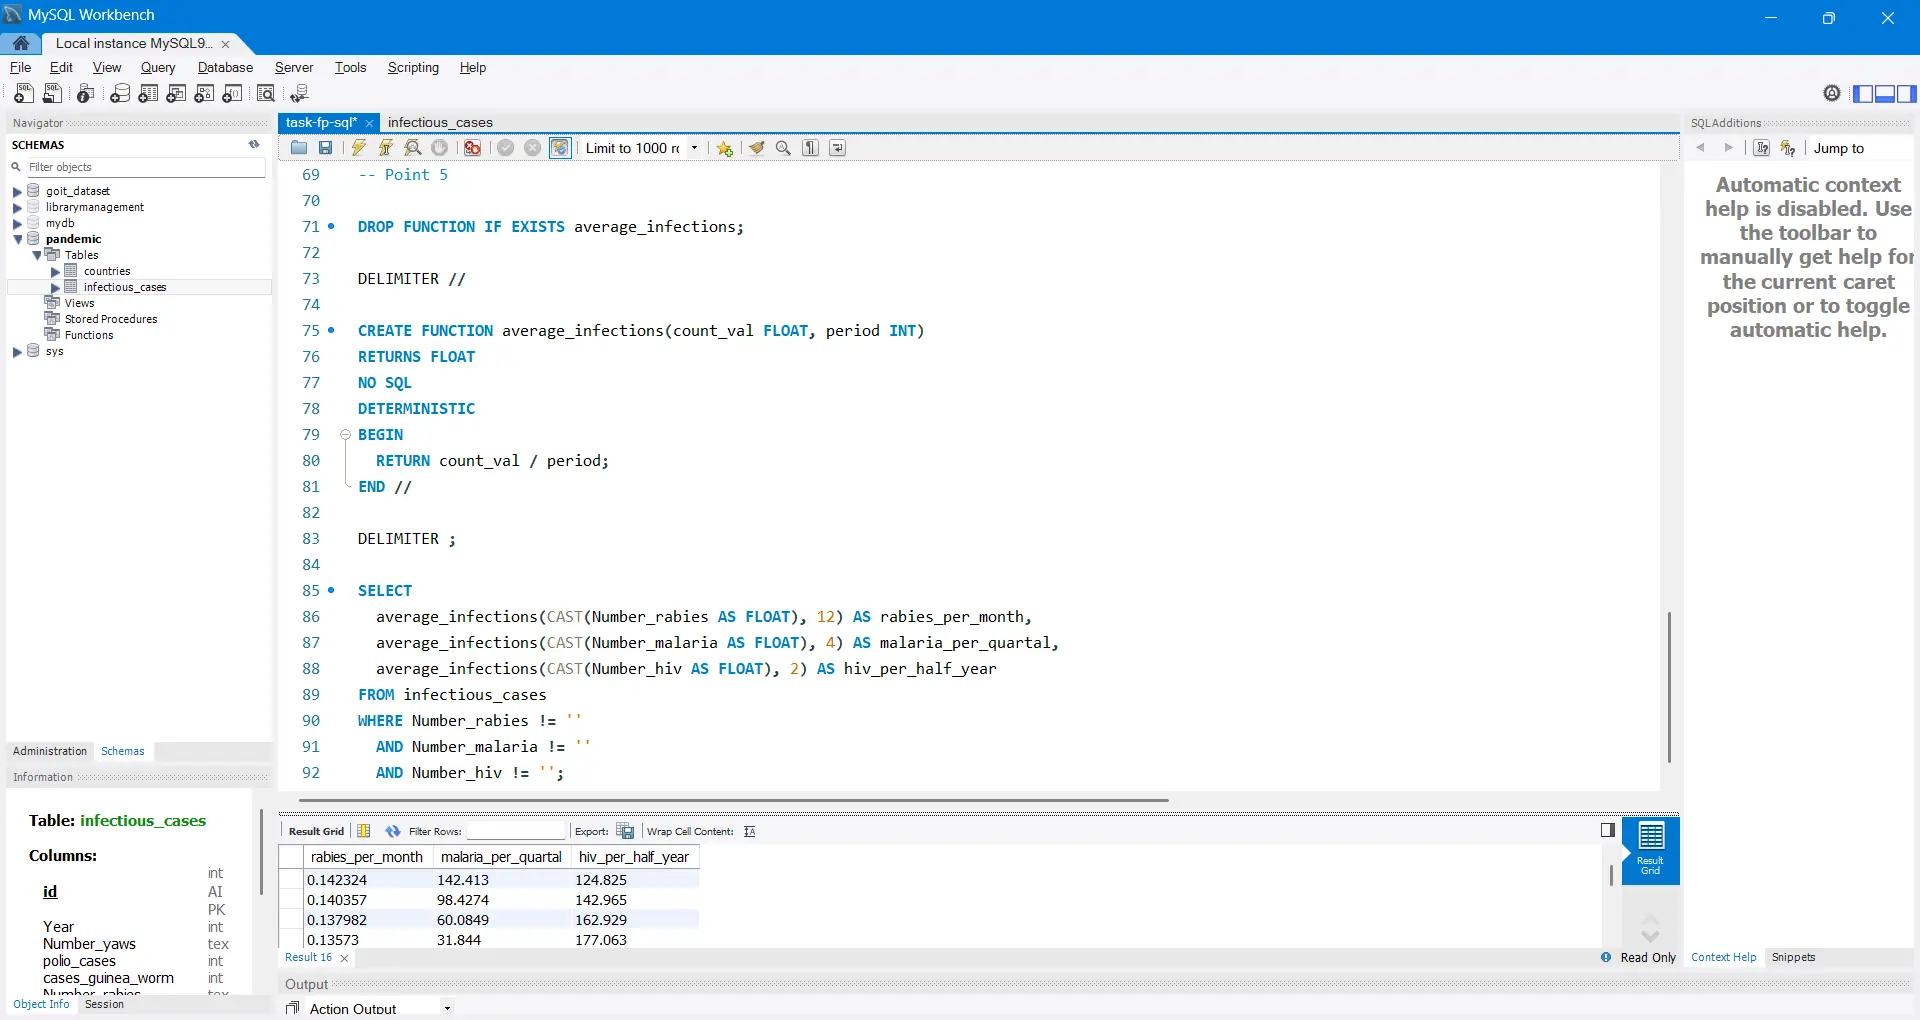 MySQL Workbench
Local instance MySQL9...
File Edit View Query Database Server Tools Scripting Help
Navigator
SCHEMAS
Filter objects
goit_dataset
librarymanagement
mydb
pandemic
Tables
countries
infectious_cases
Views
Stored Procedures
Functions
sys
Administration Schemas
Information
Table: infectious_cases
Columns:
id int AI PK
Year int
Number_yaws tex
polio_cases int
cases_guinea_worm int
Number_rabies tex
Object Info Session
task-fp-sql* infectious_cases
Limit to 1000 r
69 -- Point 5
70
71 DROP FUNCTION IF EXISTS average_infections;
72
73 DELIMITER //
74
75 CREATE FUNCTION average_infections(count_val FLOAT, period INT)
76 RETURNS FLOAT
77 NO SQL
78 DETERMINISTIC
79 BEGIN
80 RETURN count_val / period;
81 END //
82
83 DELIMITER ;
84
85 SELECT
86 average_infections(CAST(Number_rabies AS FLOAT), 12) AS rabies_per_month,
87 average_infections(CAST(Number_malaria AS FLOAT), 4) AS malaria_per_quartal,
88 average_infections(CAST(Number_hiv AS FLOAT), 2) AS hiv_per_half_year
89 FROM infectious_cases
90 WHERE Number_rabies != ''
91 AND Number_malaria != ''
92 AND Number_hiv != '';
Result Grid Filter Rows: Export: Wrap Cell Content:
rabies_per_month malaria_per_quartal hiv_per_half_year
0.142324 142.413 124.825
0.140357 98.4274 142.965
0.137982 60.0849 162.929
0.13573 31.844 177.063
Result Grid
Result 16
Read Only
Output
Action Output
SQLAdditions
Jump to
Automatic context
help is disabled. Use
the toolbar to
manually get help for
the current caret
position or to toggle
automatic help.
Context Help Snippets